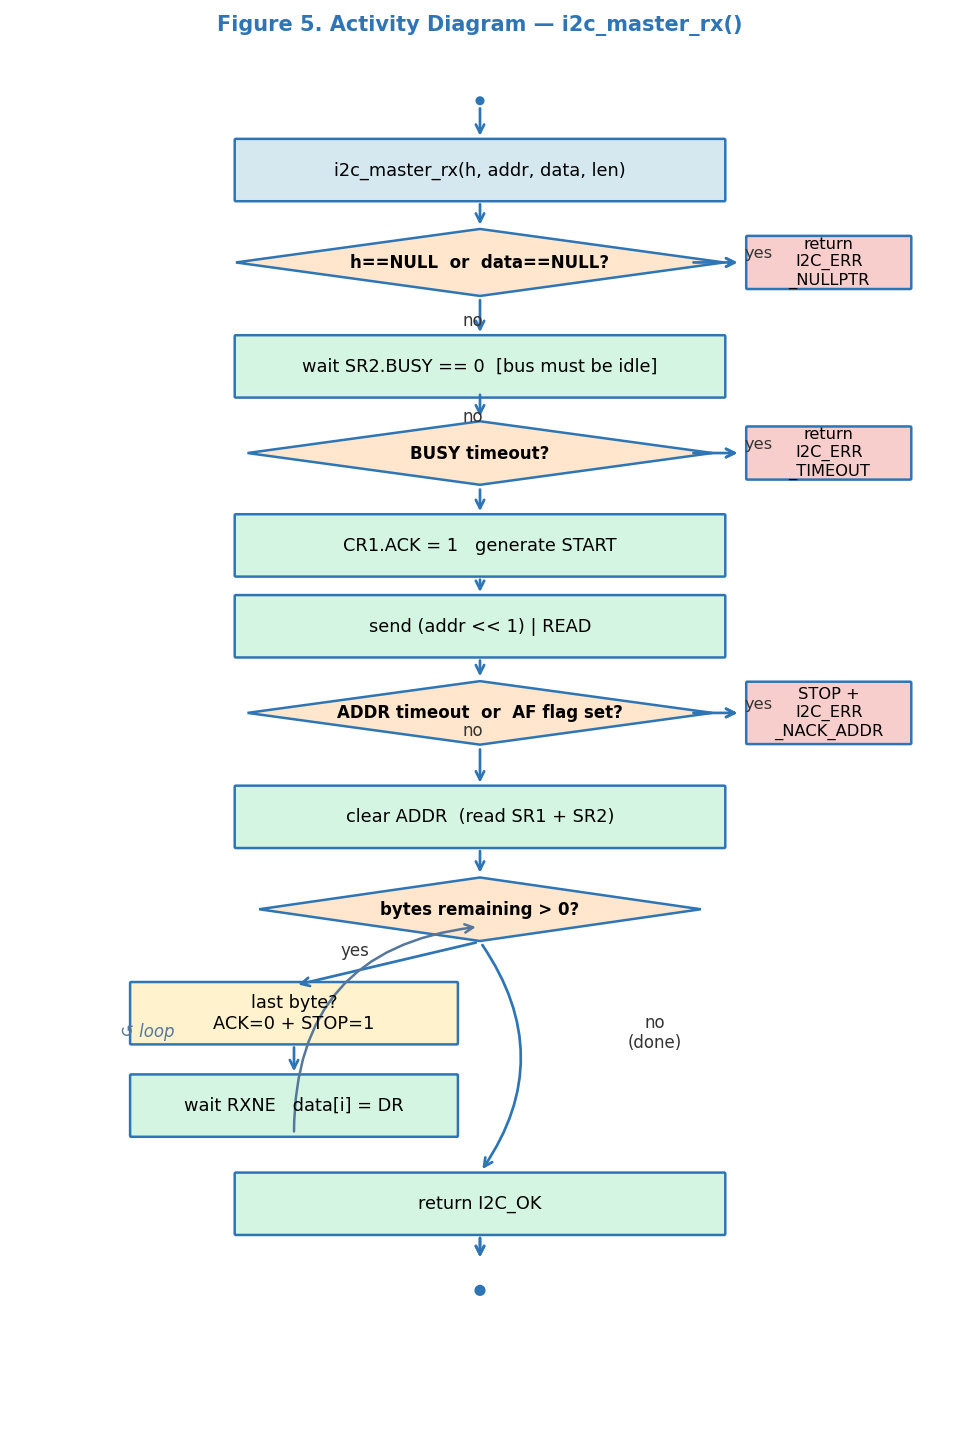 Figure 5. Activity Diagram — i2c_master_rx()
i2c_master_rx(h, addr, data, len)
h==NULL  or  data==NULL?
yes
return
I2C_ERR
_NULLPTR
no
wait SR2.BUSY == 0  [bus must be idle]
no
BUSY timeout?
yes
return
I2C_ERR
_TIMEOUT
CR1.ACK = 1   generate START
send (addr << 1) | READ
ADDR timeout  or  AF flag set?
yes
STOP +
I2C_ERR
_NACK_ADDR
no
clear ADDR  (read SR1 + SR2)
bytes remaining > 0?
yes
last byte?
ACK=0 + STOP=1
↺ loop
no
(done)
wait RXNE   data[i] = DR
return I2C_OK